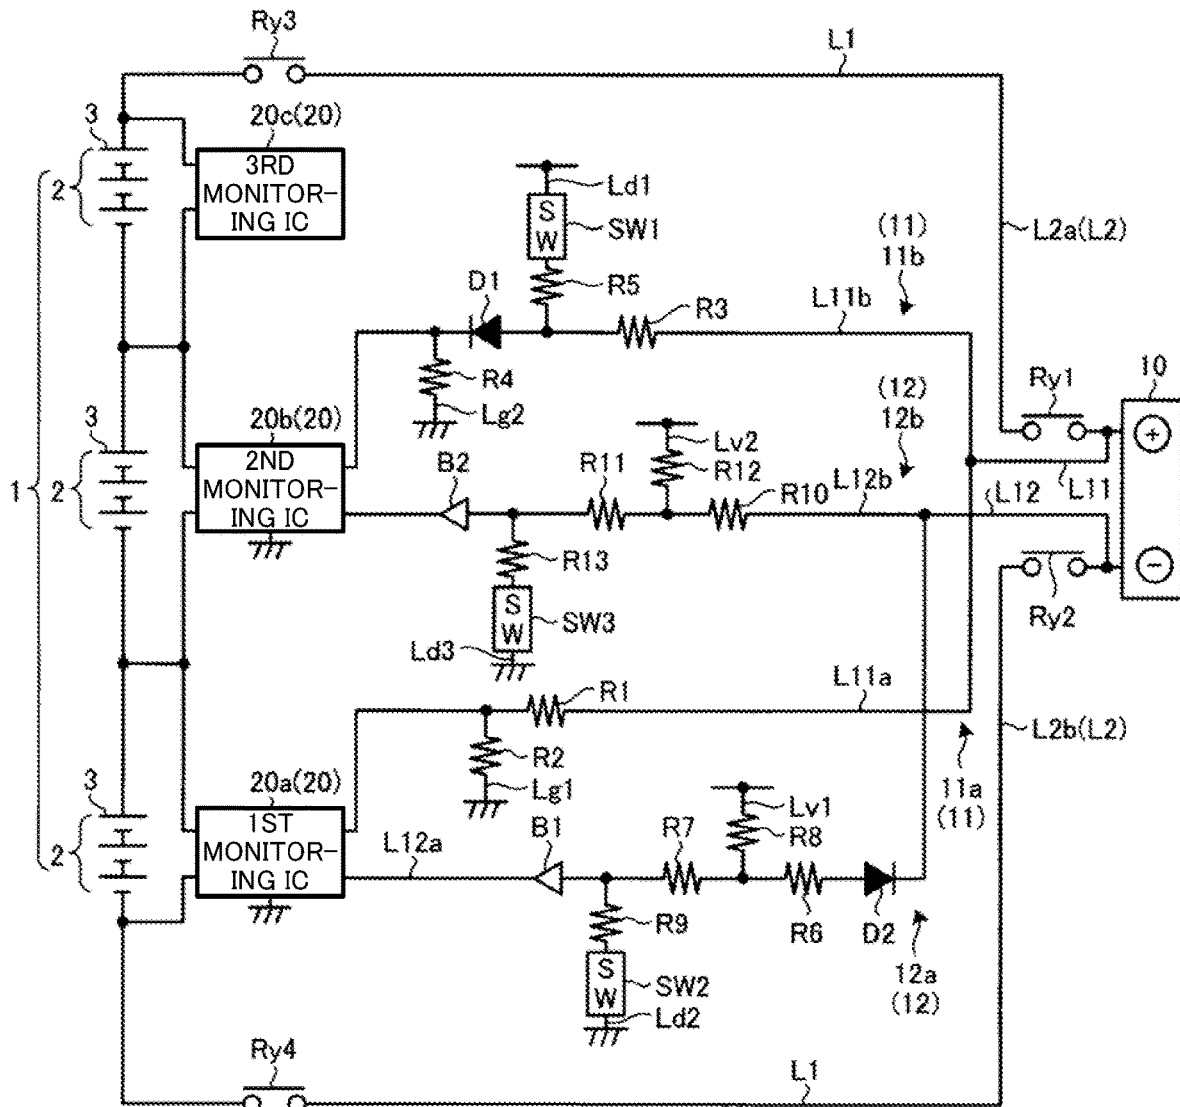 Ry3
L1
3
20c(20)
3RD
MONITOR-
ING IC
2
Ld1
S
W
SW1
(11)
11b
L2a(L2)
D1
R5
R3
L11b
R4
Lg2
Ry1
10
+
(12)
12b
3
20b(20)
2ND
MONITOR-
ING IC
1
2
B2
R11
Lv2
R12
R10
L12b
L12
L11
R13
S
W
SW3
Ld3
−
Ry2
L11a
R1
R2
Lg1
L2b(L2)
11a
(11)
3
20a(20)
1ST
MONITOR-
ING IC
2
L12a
B1
R7
Lv1
R8
R6
D2
R9
S
W
SW2
Ld2
12a
(12)
Ry4
L1